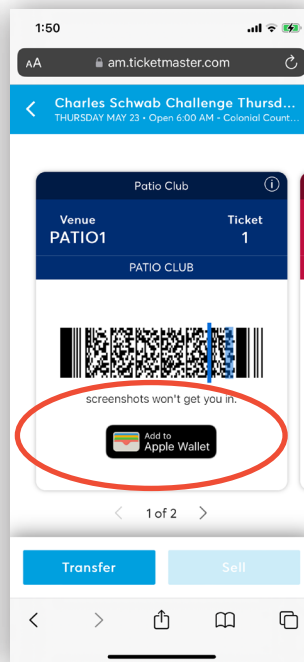 1:50
AA am.ticketmaster.com
Charles Schwab Challenge Thursd...
THURSDAY MAY 23 • Open 6:00 AM - Colonial Count...
Patio Club
Venue Ticket
PATIO1 1
PATIO CLUB
screenshots won't get you in.
Add to
Apple Wallet
1 of 2
Transfer Sell